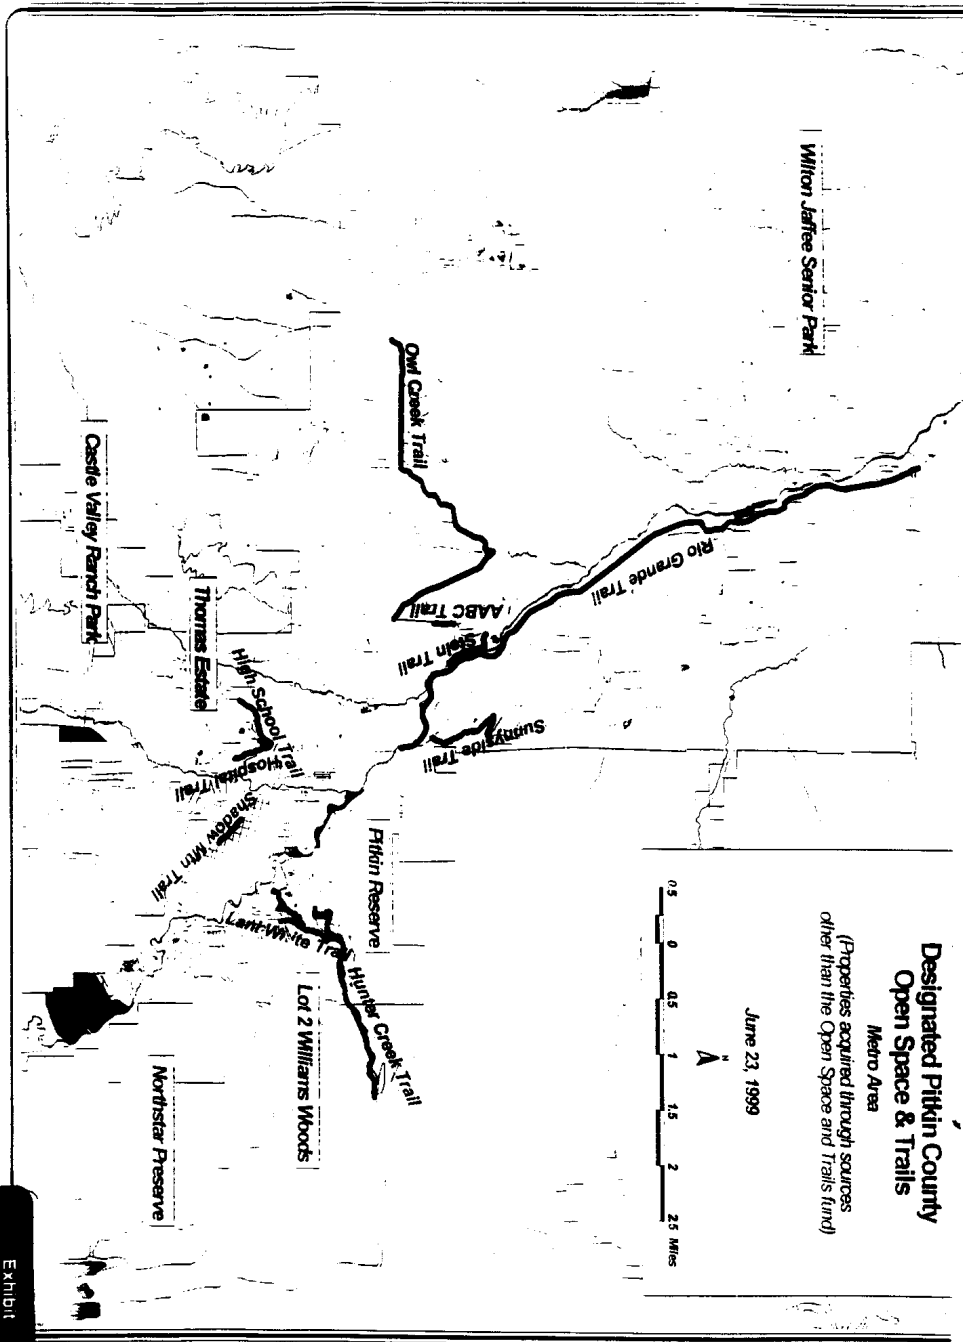 Designated Pitkin County
Open Space & Trails
Metro Area
(Properties acquired through sources
other than the Open Space and Trails fund)
June 23, 1999
N
0.5 0 0.5 1 1.5 2 2.5 Miles
Wilton Jaffee Senior Park
Owl Creek Trail
Rio Grande Trail
AABC Trail
Stein Trail
Sunnyside Trail
Castle Valley Ranch Park
Thomas Estate
High School Trail
Hospital Trail
Shadow Mtn Trail
Pitkin Reserve
Lani White Trail
Hunter Creek Trail
Lot 2 Williams Woods
Northstar Preserve
Exhibit